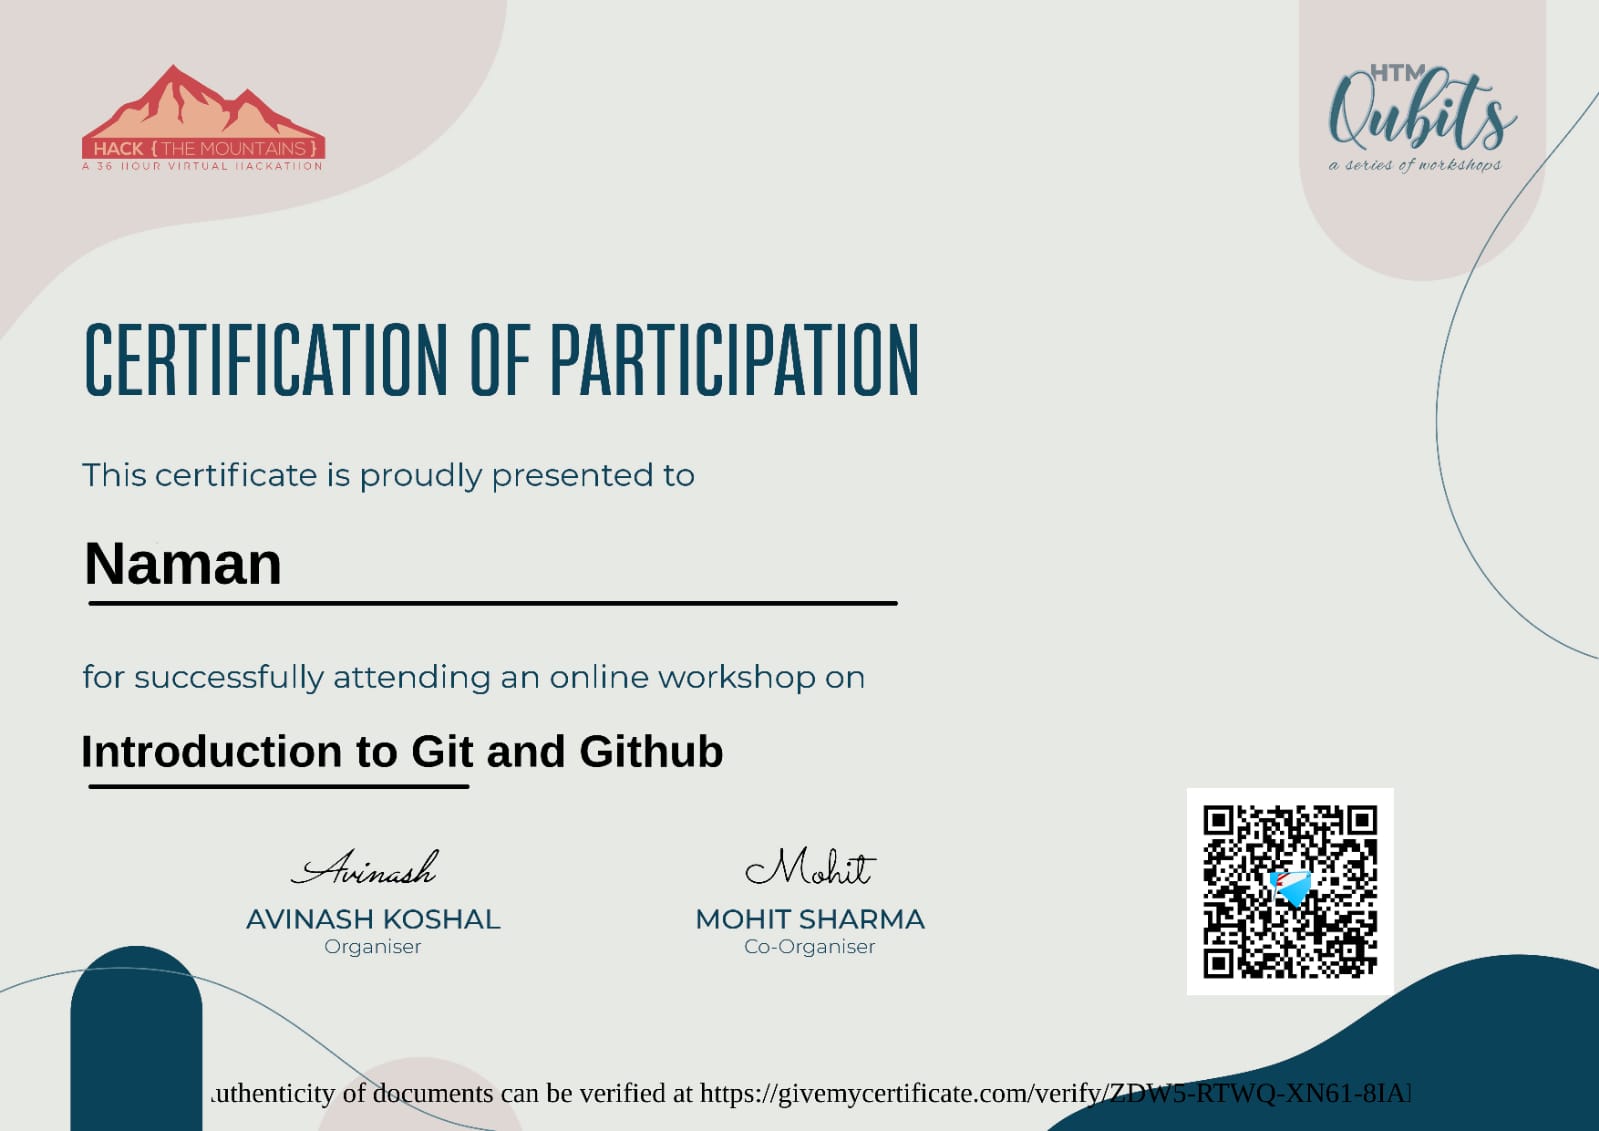 HACK { THE MOUNTAINS }
A 36 HOUR VIRTUAL HACKATHON
HTM
Qubits
a series of workshops
CERTIFICATION OF PARTICIPATION
This certificate is proudly presented to
Naman
for successfully attending an online workshop on
Introduction to Git and Github
Avinash
AVINASH KOSHAL
Organiser
Mohit
MOHIT SHARMA
Co-Organiser
uthenticity of documents can be verified at https://givemycertificate.com/verify/ZDW5-RTWQ-XN61-8IA